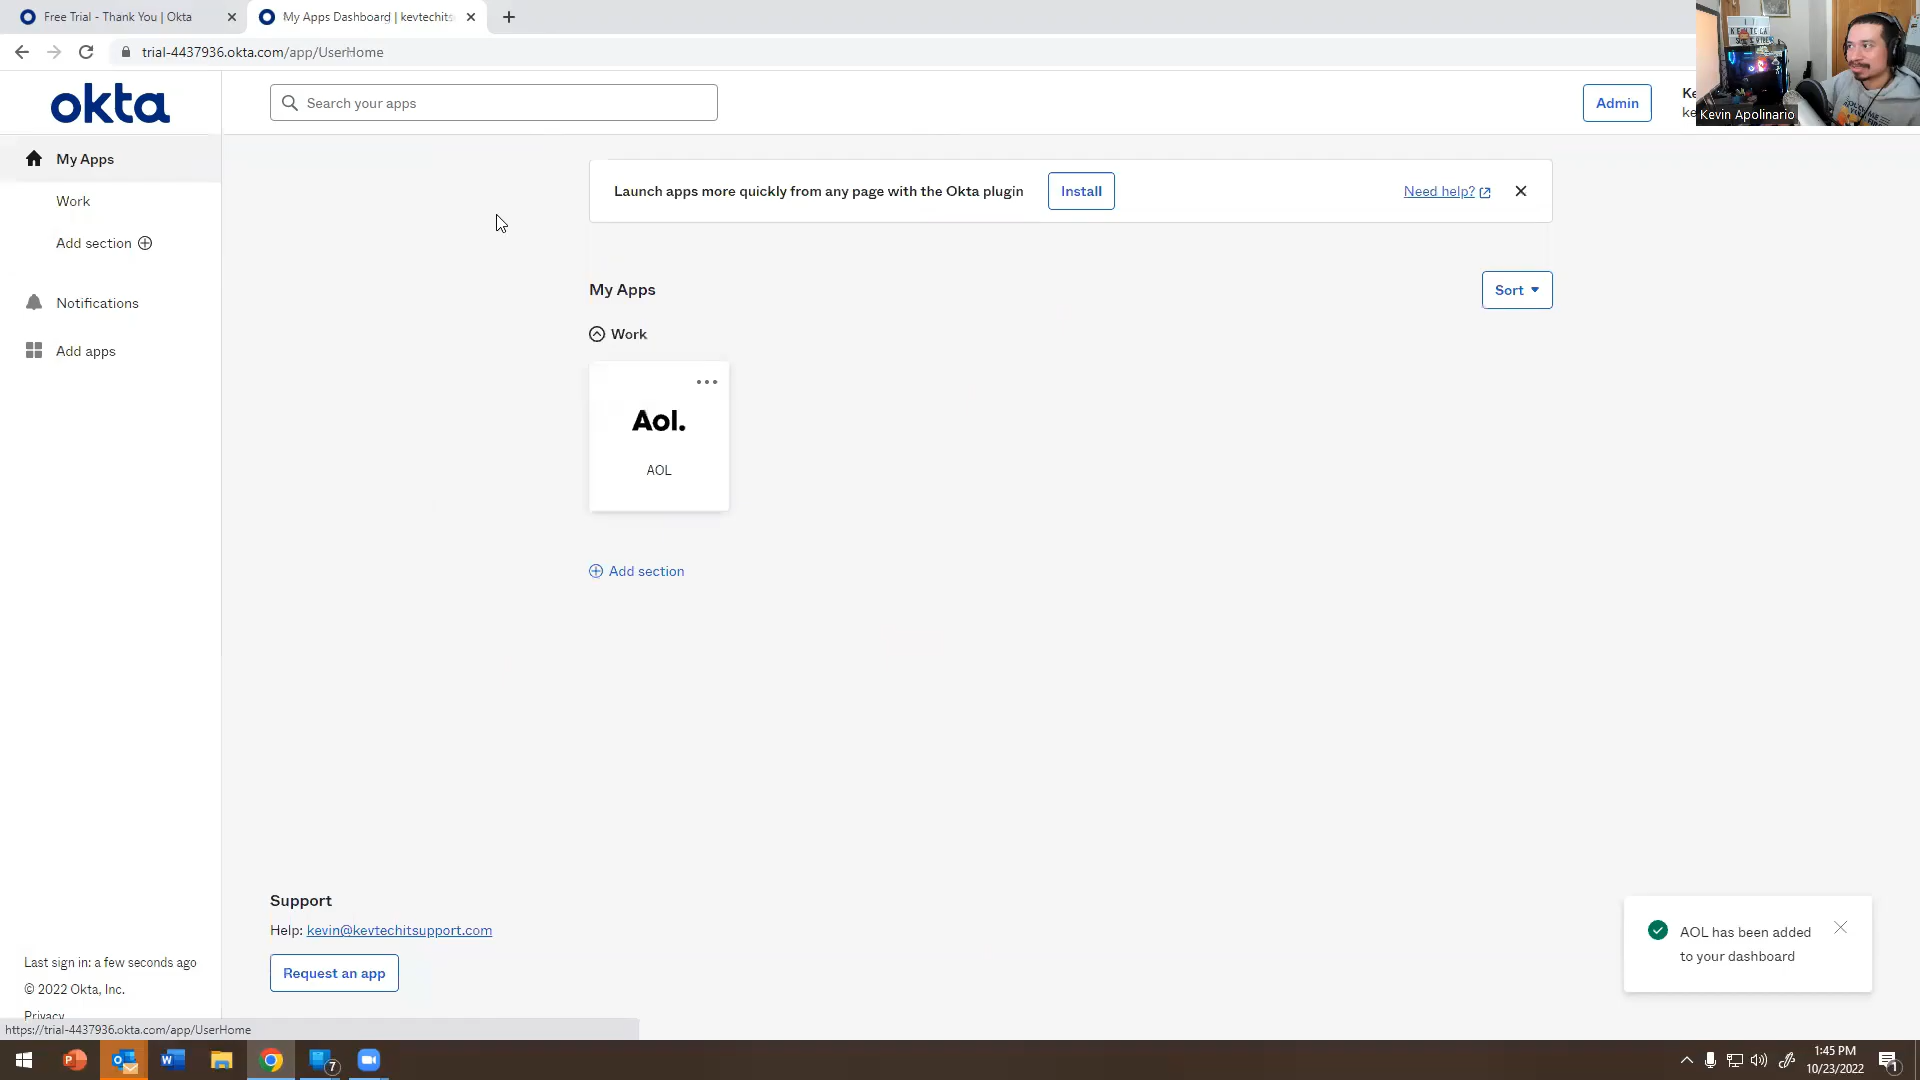 Free Trial - Thank You | Okta
My Apps Dashboard | kevtechits
trial-4437936.okta.com/app/UserHome
okta
Search your apps
Admin
Ke
ke
Kevin Apolinario
My Apps
Work
Add section
Notifications
Add apps
Launch apps more quickly from any page with the Okta plugin
Install
Need help?
My Apps
Sort
Work
Aol.
AOL
Add section
Support
Help: kevin@kevtechitsupport.com
Request an app
AOL has been added
to your dashboard
Last sign in: a few seconds ago
© 2022 Okta, Inc.
Privacy
https://trial-4437936.okta.com/app/UserHome
7
1:45 PM
10/23/2022
1